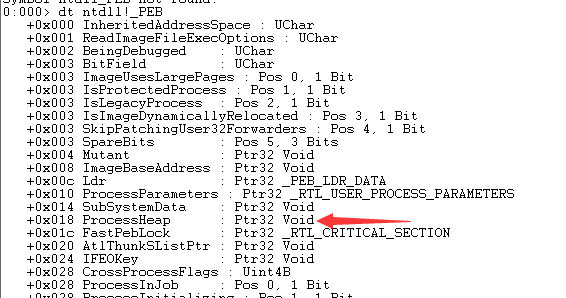 Symbol ntdll_PEB not found.
0:000> dt ntdll!_PEB
+0x000 InheritedAddressSpace : UChar
+0x001 ReadImageFileExecOptions : UChar
+0x002 BeingDebugged : UChar
+0x003 BitField : UChar
+0x003 ImageUsesLargePages : Pos 0, 1 Bit
+0x003 IsProtectedProcess : Pos 1, 1 Bit
+0x003 IsLegacyProcess : Pos 2, 1 Bit
+0x003 IsImageDynamicallyRelocated : Pos 3, 1 Bit
+0x003 SkipPatchingUser32Forwarders : Pos 4, 1 Bit
+0x003 SpareBits : Pos 5, 3 Bits
+0x004 Mutant : Ptr32 Void
+0x008 ImageBaseAddress : Ptr32 Void
+0x00c Ldr : Ptr32 _PEB_LDR_DATA
+0x010 ProcessParameters : Ptr32 _RTL_USER_PROCESS_PARAMETERS
+0x014 SubSystemData : Ptr32 Void
+0x018 ProcessHeap : Ptr32 Void
+0x01c FastPebLock : Ptr32 _RTL_CRITICAL_SECTION
+0x020 AtlThunkSListPtr : Ptr32 Void
+0x024 IFEOKey : Ptr32 Void
+0x028 CrossProcessFlags : Uint4B
+0x028 ProcessInJob : Pos 0, 1 Bit
+0x028 ProcessInitializing : Pos 1, 1 Bit